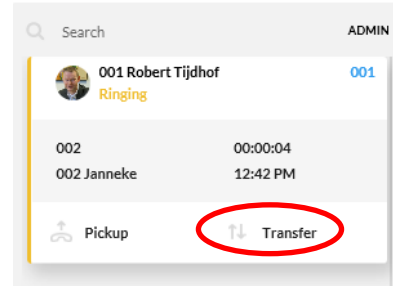 Search ADMIN
001 Robert Tijdhof 001
Ringing
002 00:00:04
002 Janneke 12:42 PM
Pickup Transfer